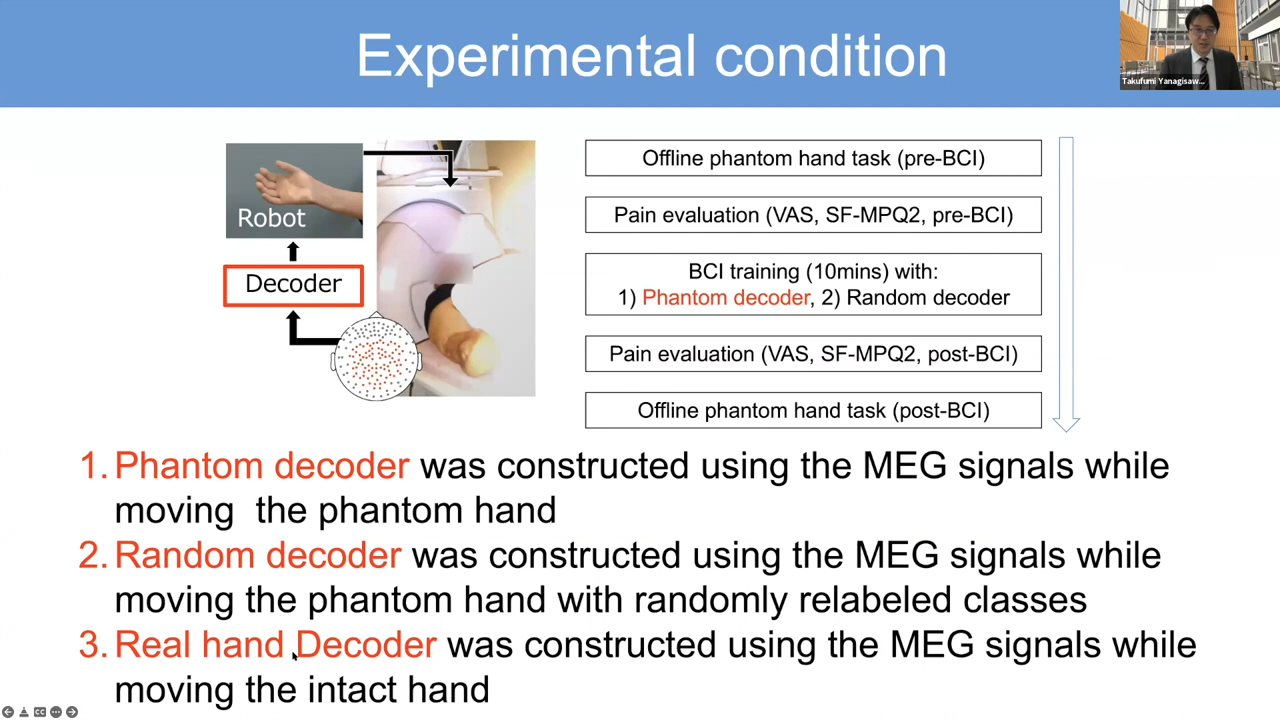 Experimental condition
Takufumi Yanagisaw...
Robot
Decoder
Offline phantom hand task (pre-BCI)
Pain evaluation (VAS, SF-MPQ2, pre-BCI)
BCI training (10mins) with:
1) Phantom decoder, 2) Random decoder
Pain evaluation (VAS, SF-MPQ2, post-BCI)
Offline phantom hand task (post-BCI)
1. Phantom decoder was constructed using the MEG signals while
moving the phantom hand
2. Random decoder was constructed using the MEG signals while
moving the phantom hand with randomly relabeled classes
3. Real hand Decoder was constructed using the MEG signals while
moving the intact hand